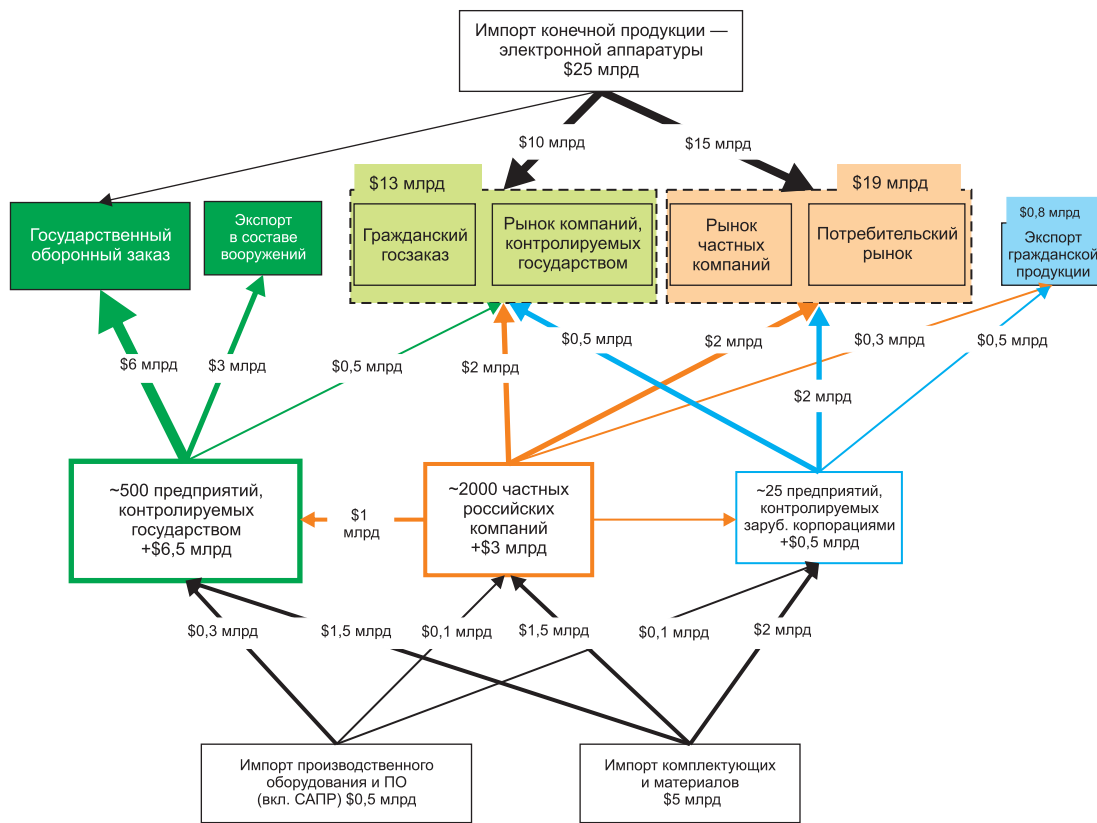 Импорт конечной продукции —
электронной аппаратуры
$25 млрд
$10 млрд
$15 млрд
$13 млрд
$19 млрд
Государственный
оборонный заказ
Экспорт
в составе
вооружений
Гражданский
госзаказ
Рынок компаний,
контролируемых
государством
Рынок
частных
компаний
Потребительский
рынок
$0,8 млрд
Экспорт
гражданской
продукции
$6 млрд
$3 млрд
$0,5 млрд
$2 млрд
$0,5 млрд
$2 млрд
$2 млрд
$0,3 млрд
$0,5 млрд
~500 предприятий,
контролируемых
государством
+$6,5 млрд
$1
млрд
~2000 частных
российских
компаний
+$3 млрд
~25 предприятий,
контролируемых
заруб. корпорациями
+$0,5 млрд
$0,3 млрд
$1,5 млрд
$0,1 млрд
$1,5 млрд
$0,1 млрд
$2 млрд
Импорт производственного
оборудования и ПО
(вкл. САПР) $0,5 млрд
Импорт комплектующих
и материалов
$5 млрд